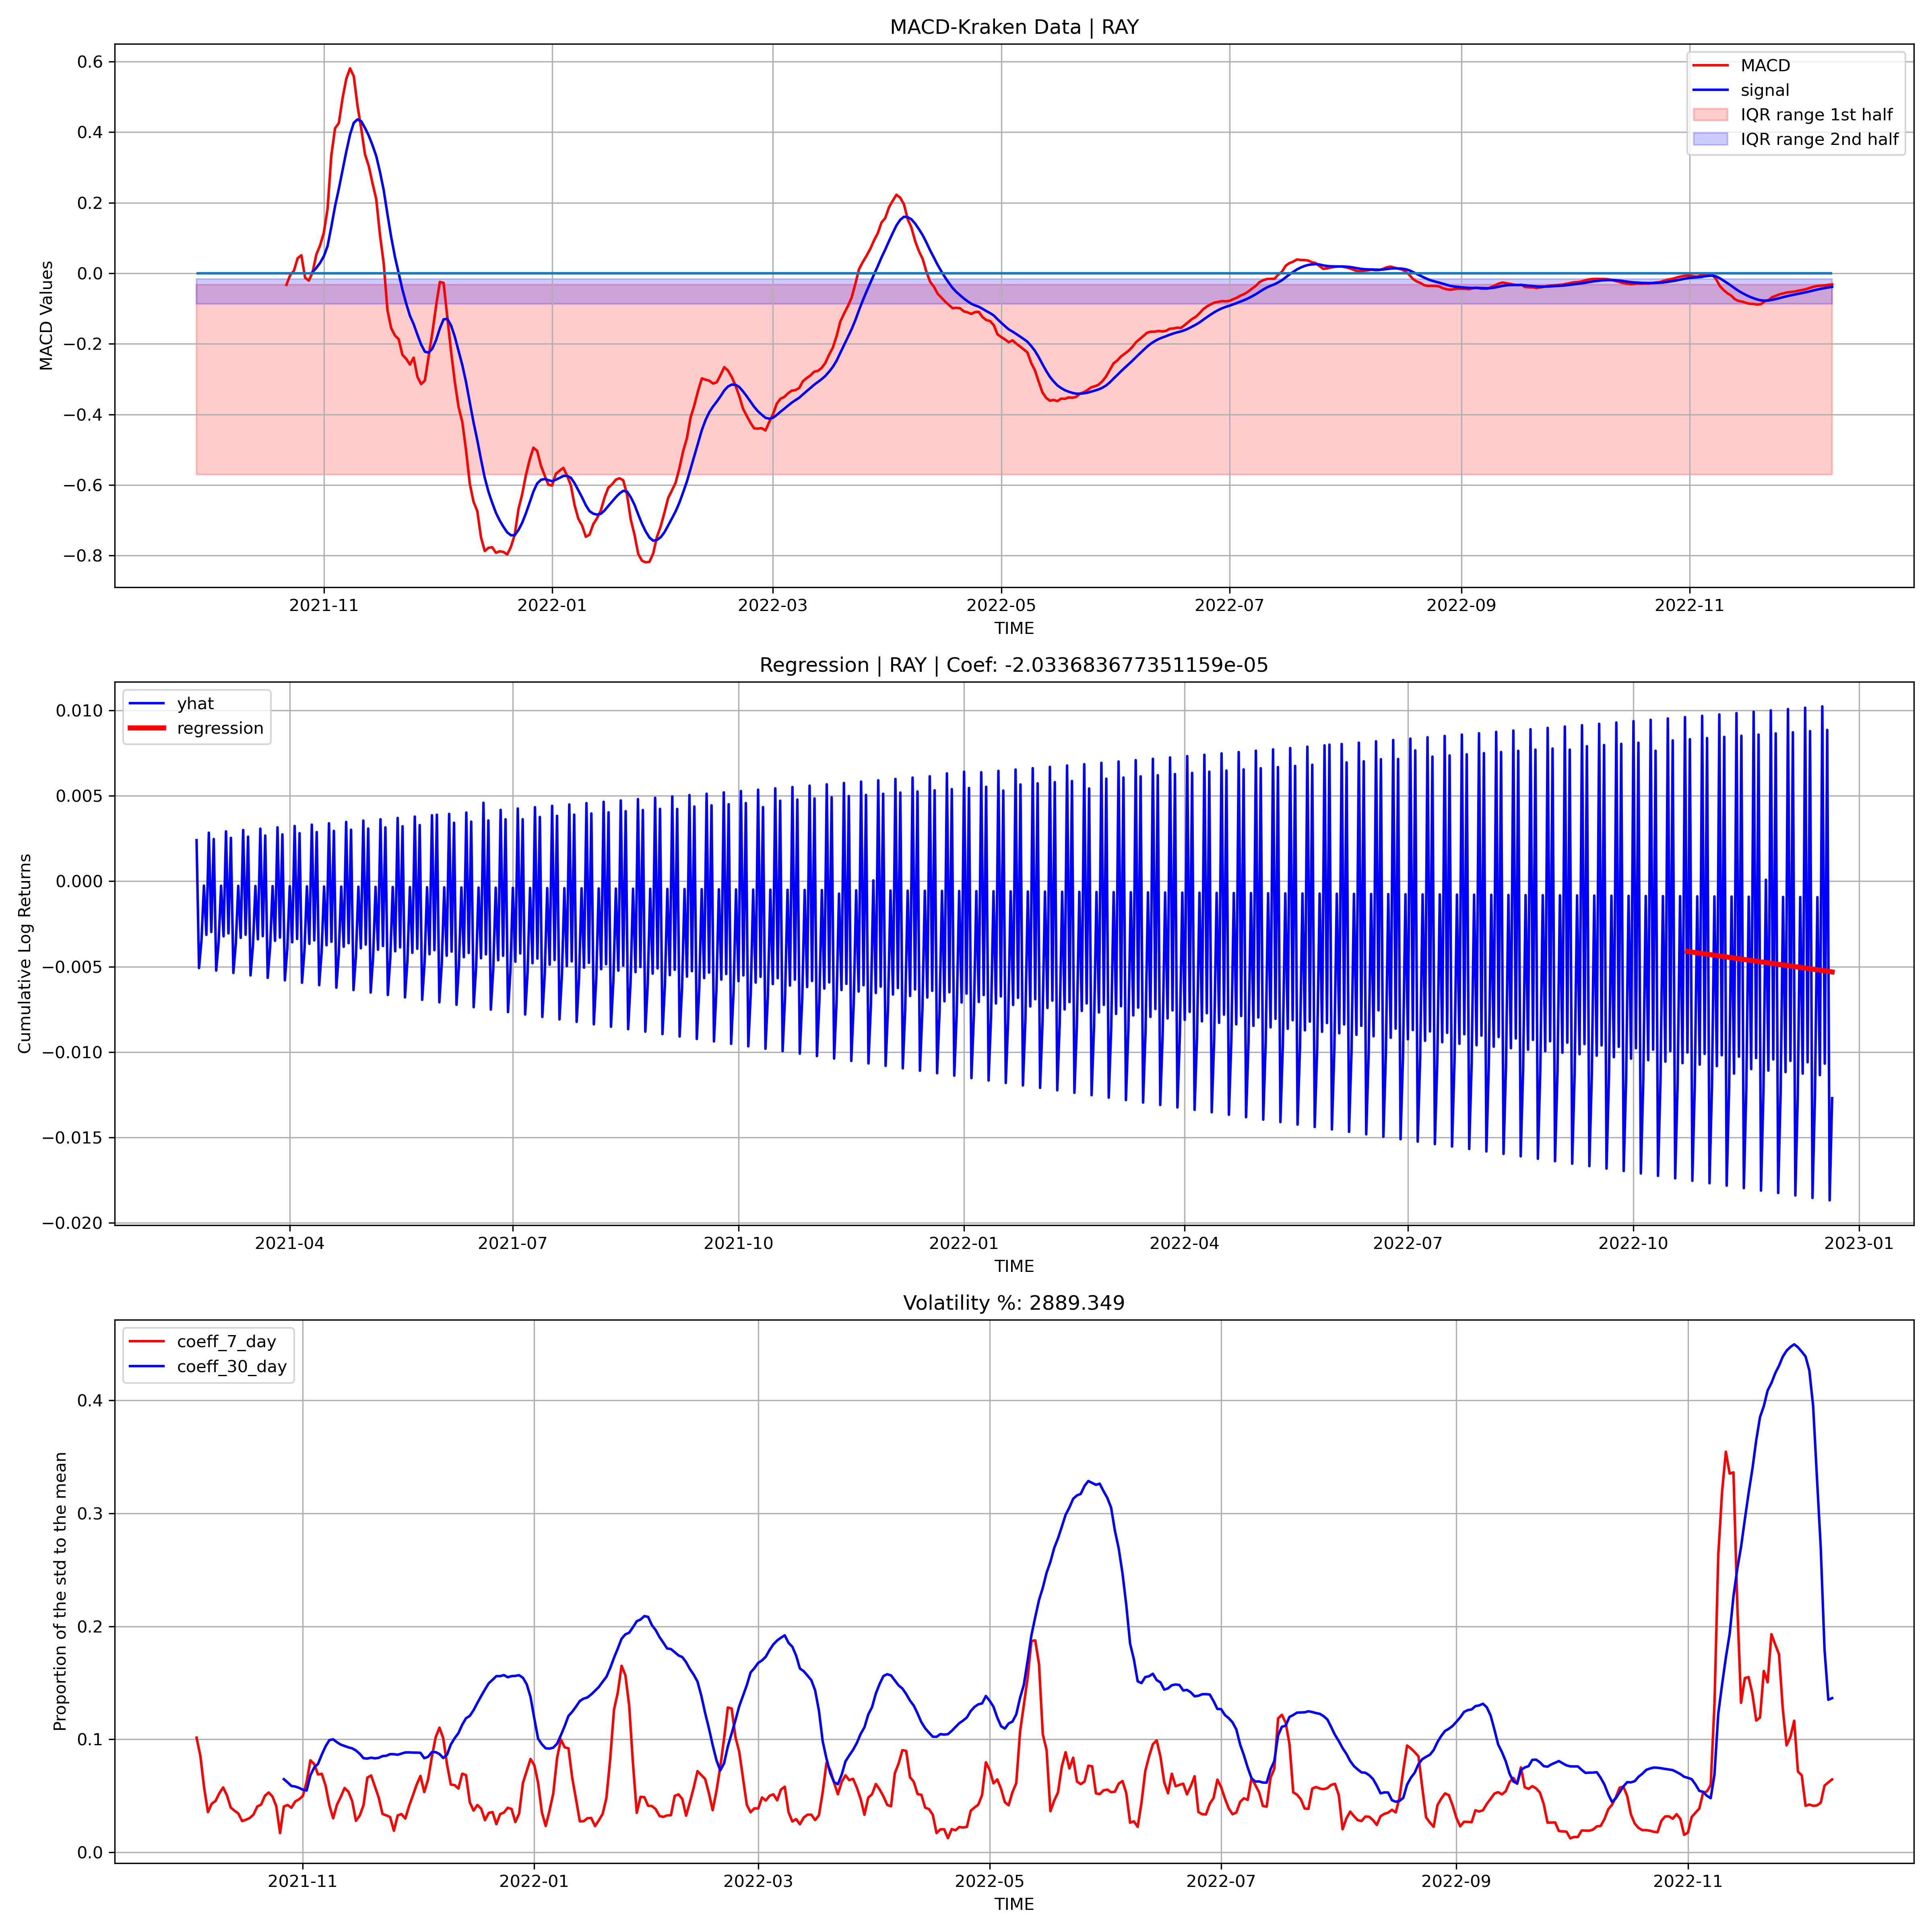 MACD-Kraken Data | RAY
MACD Values
0.6
0.4
0.2
0.0
−0.2
−0.4
−0.6
−0.8
MACD
signal
IQR range 1st half
IQR range 2nd half
2021-11
2022-01
2022-03
2022-05
2022-07
2022-09
2022-11
TIME
Regression | RAY | Coef: -2.033683677351159e-05
Cumulative Log Returns
0.010
0.005
0.000
−0.005
−0.010
−0.015
−0.020
yhat
regression
2021-04
2021-07
2021-10
2022-01
2022-04
2022-07
2022-10
2023-01
TIME
Volatility %: 2889.349
Proportion of the std to the mean
0.4
0.3
0.2
0.1
0.0
coeff_7_day
coeff_30_day
2021-11
2022-01
2022-03
2022-05
2022-07
2022-09
2022-11
TIME